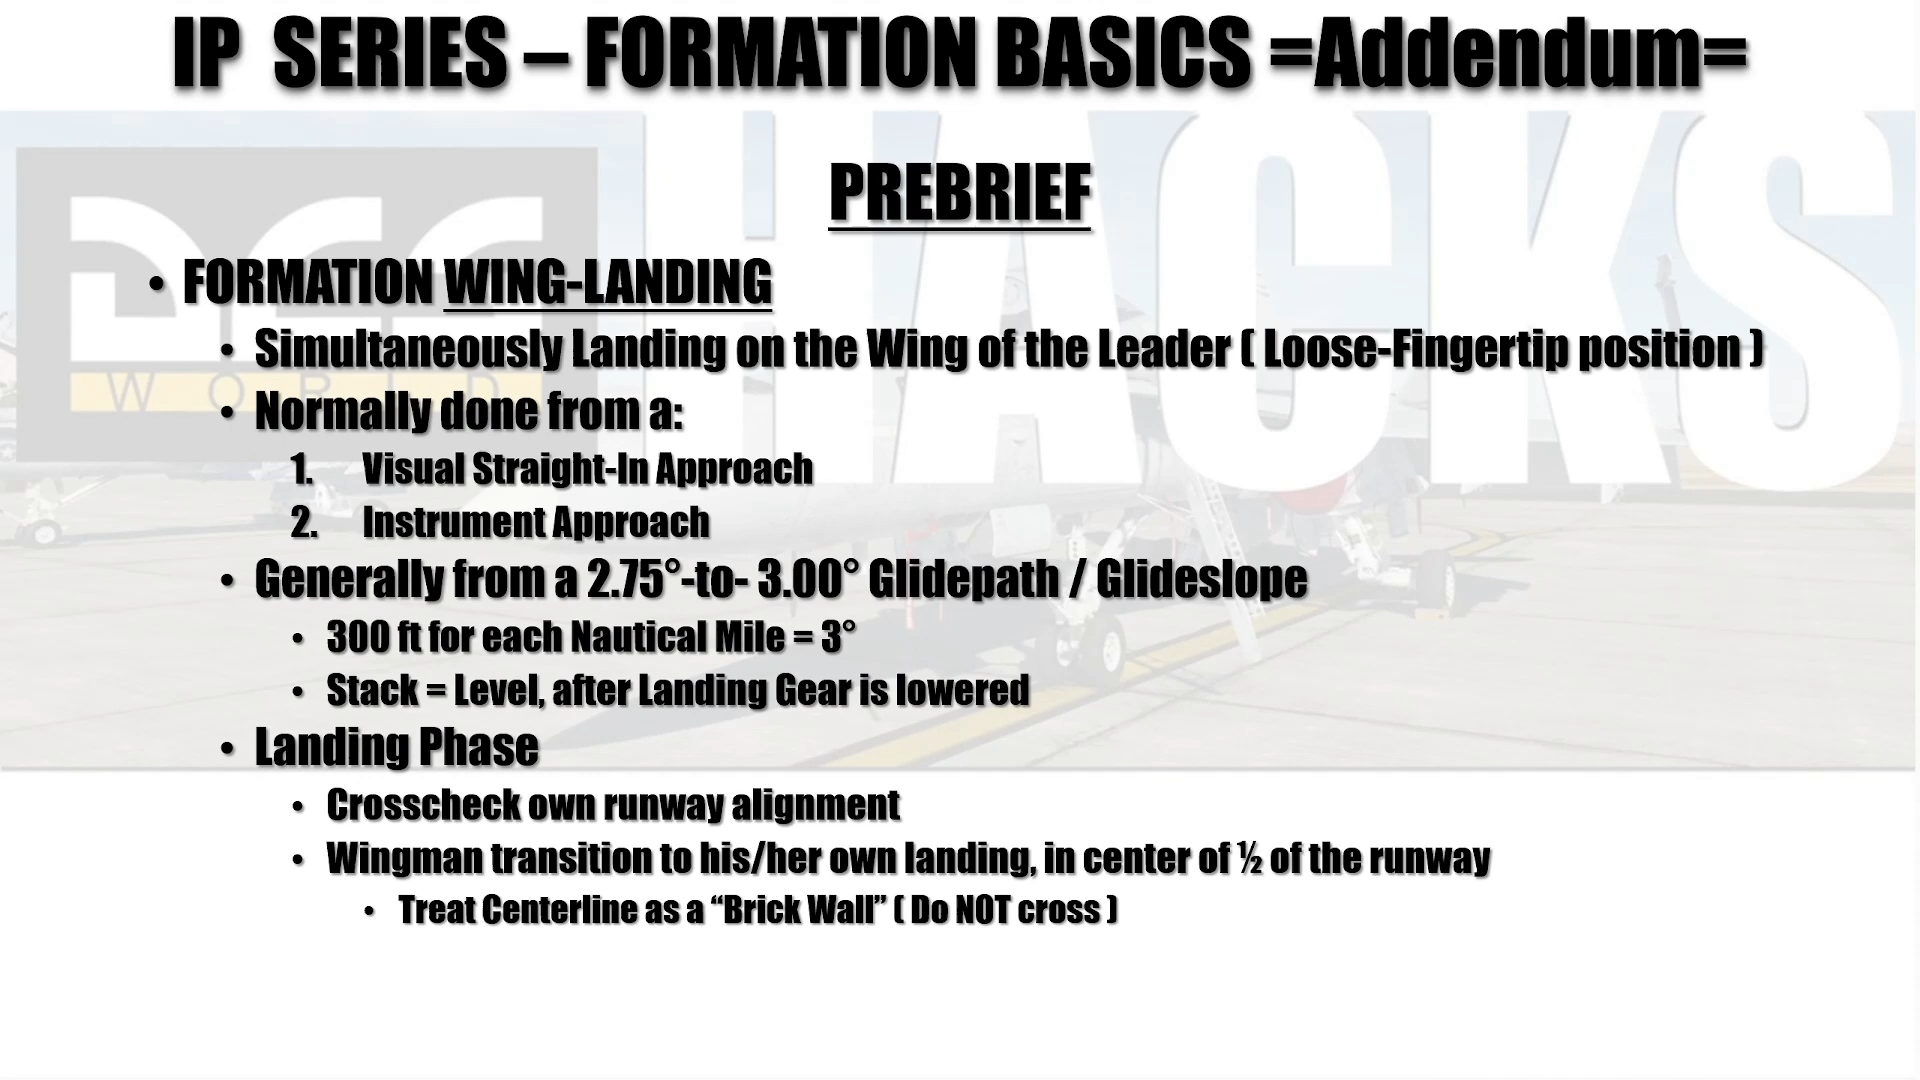 IP SERIES – FORMATION BASICS =Addendum=
HACKS
DCS
WORLD
PREBRIEF
• FORMATION WING-LANDING
• Simultaneously Landing on the Wing of the Leader ( Loose-Fingertip position )
• Normally done from a:
1. Visual Straight-In Approach
2. Instrument Approach
• Generally from a 2.75°-to- 3.00° Glidepath / Glideslope
• 300 ft for each Nautical Mile = 3°
• Stack = Level, after Landing Gear is lowered
• Landing Phase
• Crosscheck own runway alignment
• Wingman transition to his/her own landing, in center of ½ of the runway
• Treat Centerline as a “Brick Wall” ( Do NOT cross )